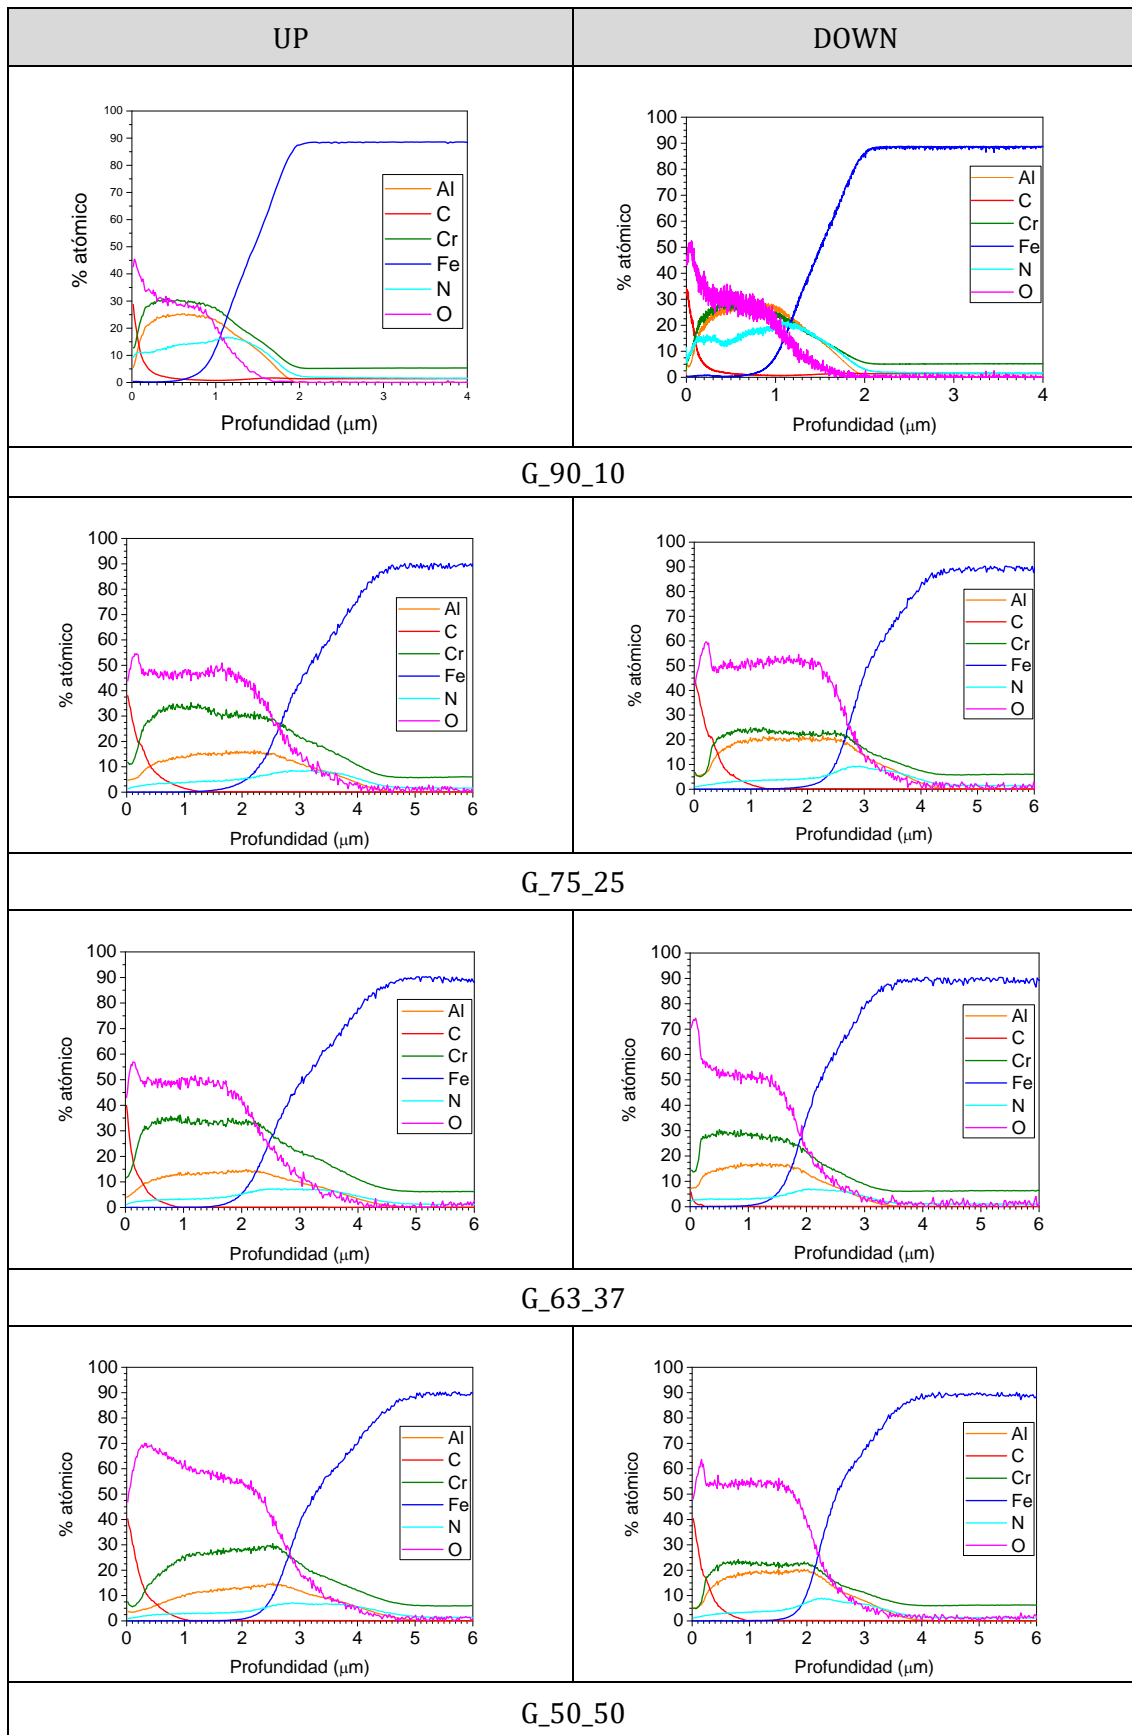 UP DOWN
100
90
80
70
60
50
40
30
20
10
0
% atómico
0 1 2 3 4
Profundidad (μm)
Al
C
Cr
Fe
N
O
100
90
80
70
60
50
40
30
20
10
0
% atómico
0 1 2 3 4
Profundidad (μm)
Al
C
Cr
Fe
N
O
G_90_10
100
90
80
70
60
50
40
30
20
10
0
% atómico
0 1 2 3 4 5 6
Profundidad (μm)
Al
C
Cr
Fe
N
O
100
90
80
70
60
50
40
30
20
10
0
% atómico
0 1 2 3 4 5 6
Profundidad (μm)
Al
C
Cr
Fe
N
O
G_75_25
100
90
80
70
60
50
40
30
20
10
0
% atómico
0 1 2 3 4 5 6
Profundidad (μm)
Al
C
Cr
Fe
N
O
100
90
80
70
60
50
40
30
20
10
0
% atómico
0 1 2 3 4 5 6
Profundidad (μm)
Al
C
Cr
Fe
N
O
G_63_37
100
90
80
70
60
50
40
30
20
10
0
% atómico
0 1 2 3 4 5 6
Profundidad (μm)
Al
C
Cr
Fe
N
O
100
90
80
70
60
50
40
30
20
10
0
% atómico
0 1 2 3 4 5 6
Profundidad (μm)
Al
C
Cr
Fe
N
O
G_50_50